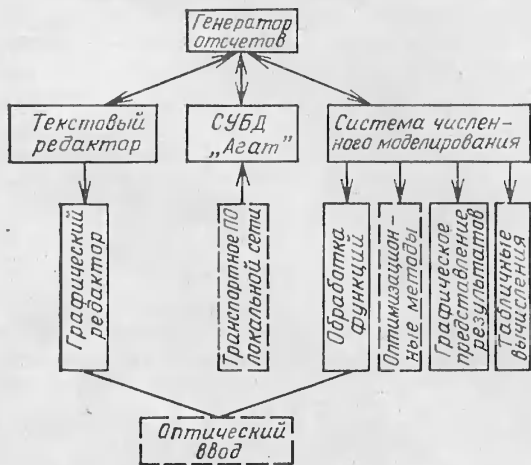 Генератор
отсчетов
Текстовый
редактор
СУБД
„Агат"
Система числен-
ного моделирования
Графический
редактор
Транспортное ПО
локальной сети
Обработка
функций
Оптимизацион-
ные методы
Графическое
представление
результатов
Табличные
вычисления
Оптический
ввод